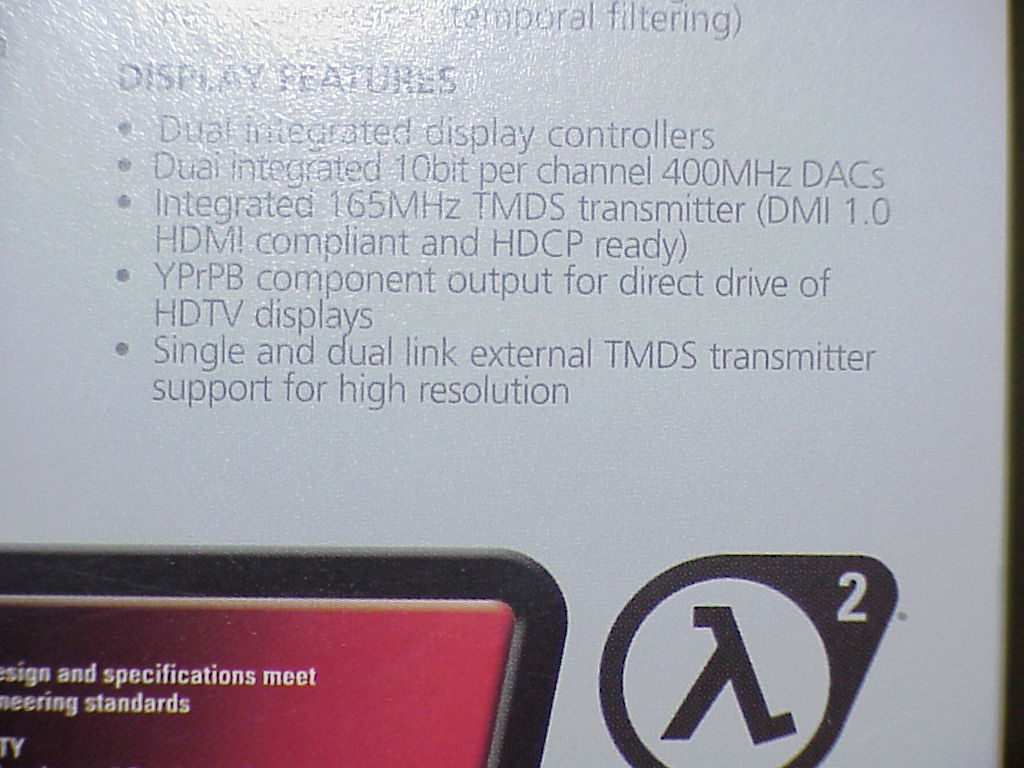 temporal filtering)
DISPLAY FEATURES
• Dual integrated display controllers
• Dual integrated 10bit per channel 400MHz DACs
• Integrated 165MHz TMDS transmitter (DMI 1.0
HDMI compliant and HDCP ready)
• YPrPB component output for direct drive of
HDTV displays
• Single and dual link external TMDS transmitter
support for high resolution
esign and specifications meet
neering standards
TY
λ
2